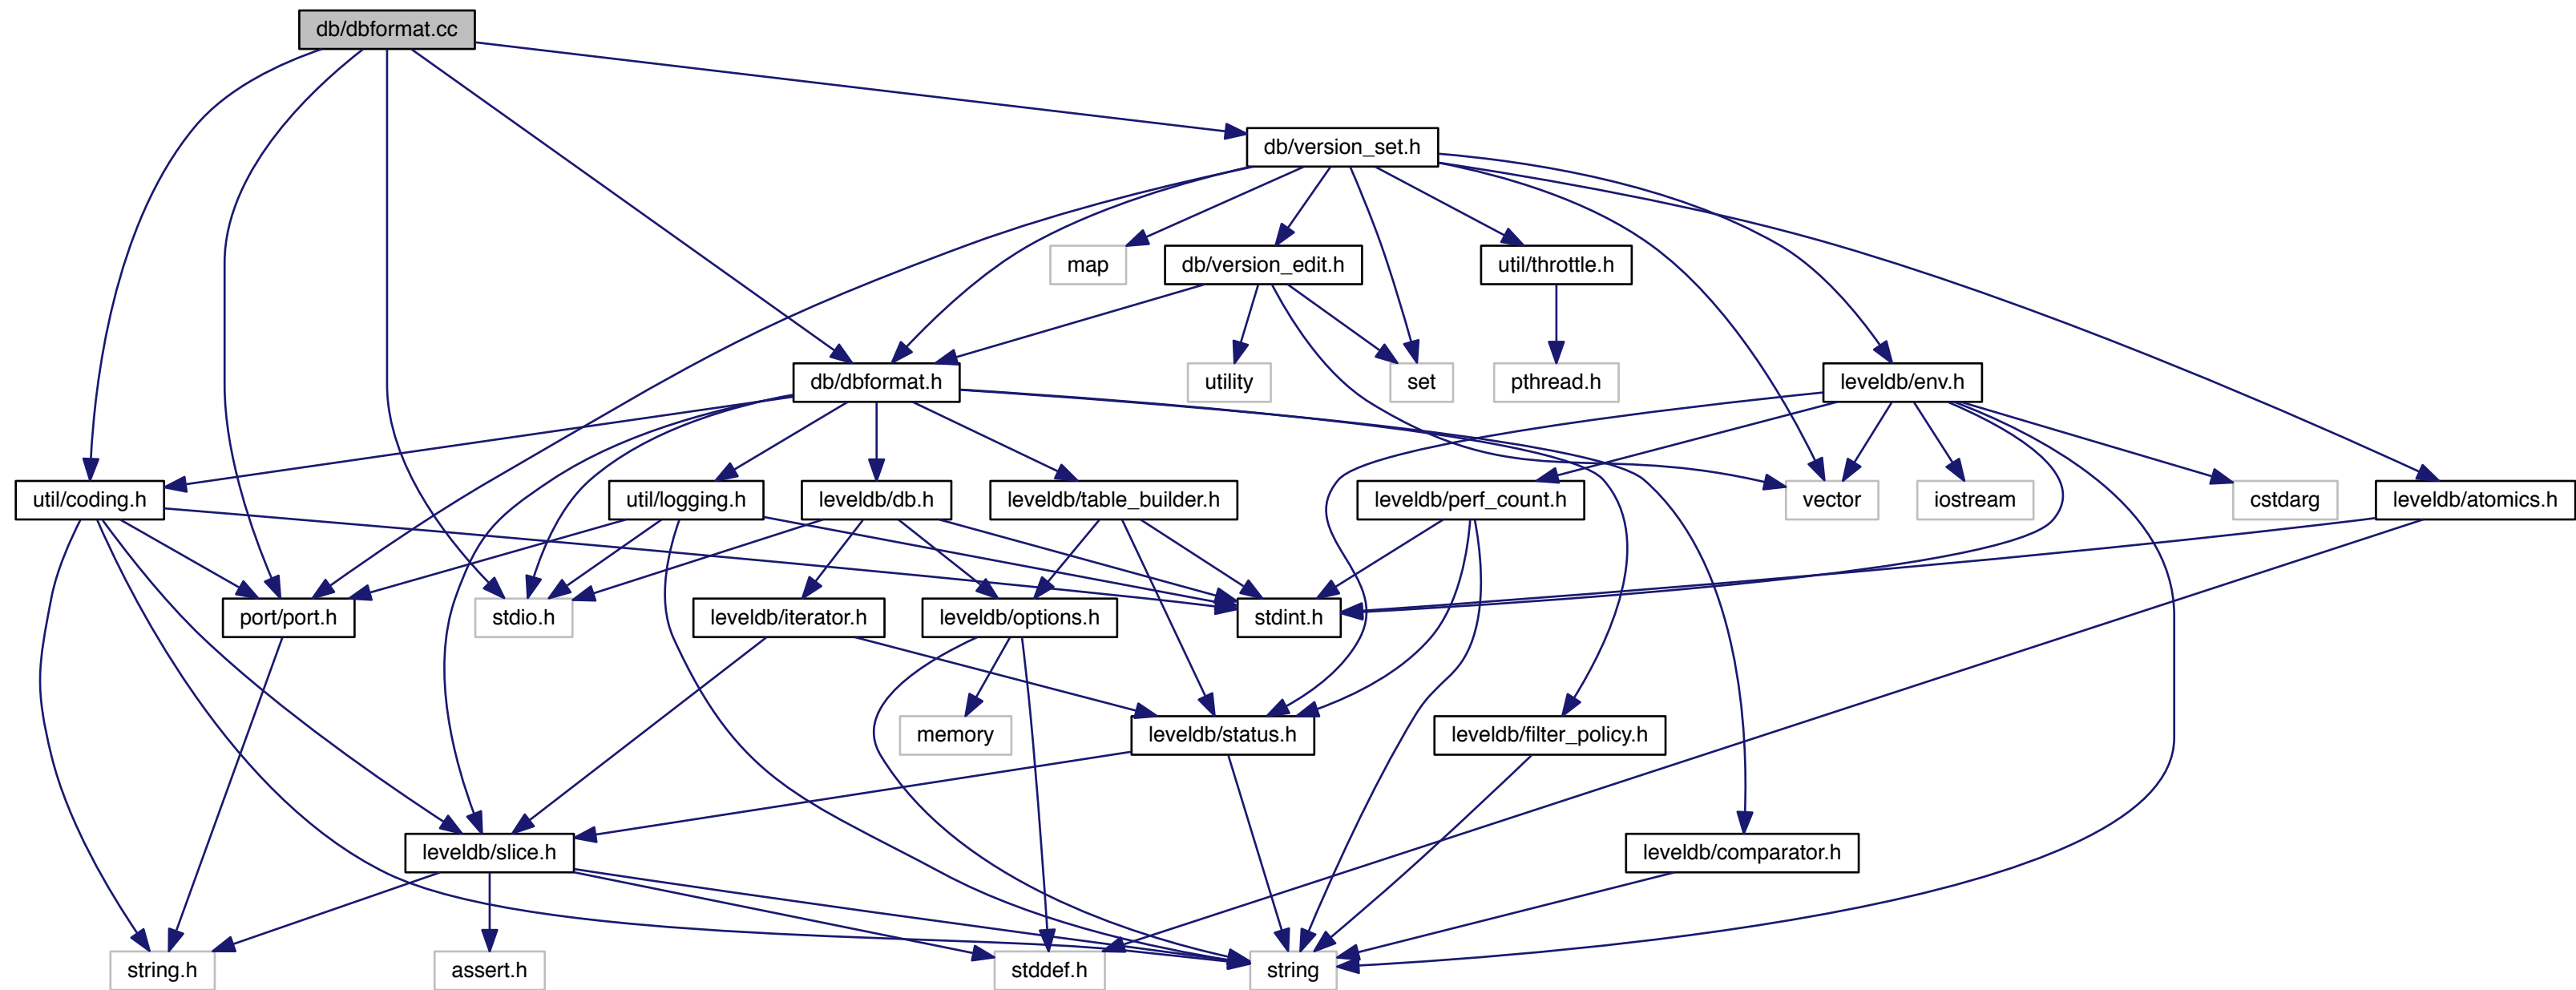 db/dbformat.cc
db/version_set.h
map
db/version_edit.h
util/throttle.h
db/dbformat.h
utility
set
pthread.h
leveldb/env.h
util/coding.h
util/logging.h
leveldb/db.h
leveldb/table_builder.h
leveldb/perf_count.h
vector
iostream
cstdarg
leveldb/atomics.h
port/port.h
stdio.h
leveldb/iterator.h
leveldb/options.h
stdint.h
memory
leveldb/status.h
leveldb/filter_policy.h
leveldb/slice.h
leveldb/comparator.h
string.h
assert.h
stddef.h
string